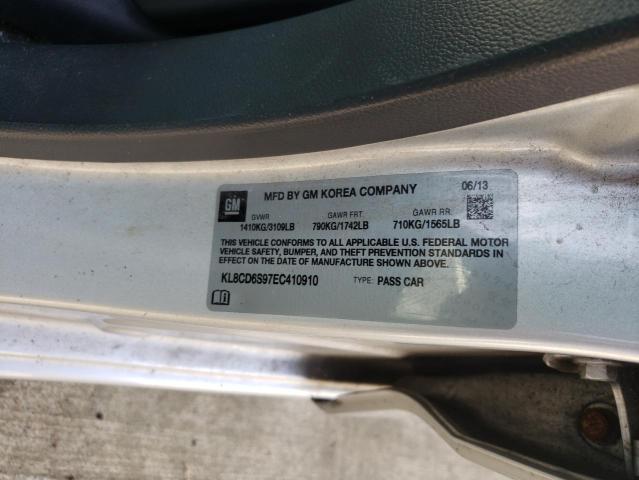 GM MFD BY GM KOREA COMPANY 06/13
GVWR GAWR FRT. GAWR RR.
1410KG/3109LB 790KG/1742LB 710KG/1565LB
THIS VEHICLE CONFORMS TO ALL APPLICABLE U.S. FEDERAL MOTOR
VEHICLE SAFETY, BUMPER, AND THEFT PREVENTION STANDARDS IN
EFFECT ON THE DATE OF MANUFACTURE SHOWN ABOVE.
KL8CD6S97EC410910 TYPE: PASS CAR